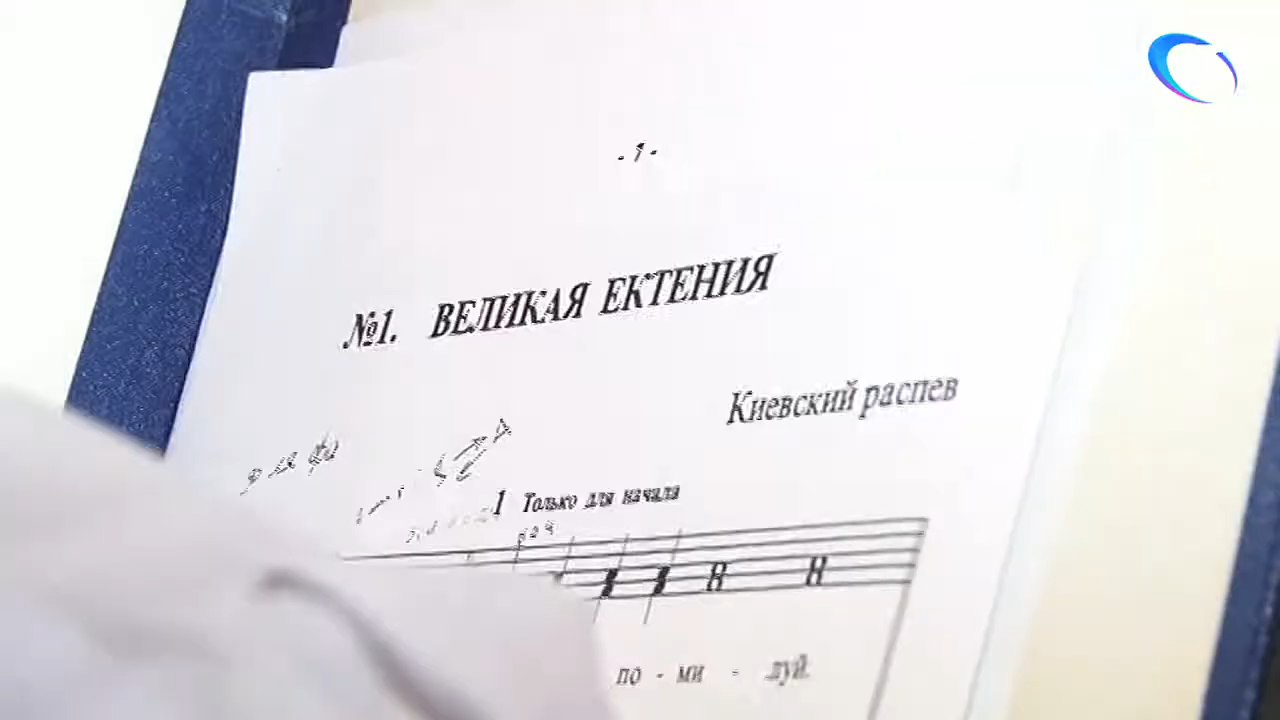 - 1 -
№1. ВЕЛИКАЯ ЕКТЕНИЯ
Киевский распев
1 Только для начала
по - ми - луй.